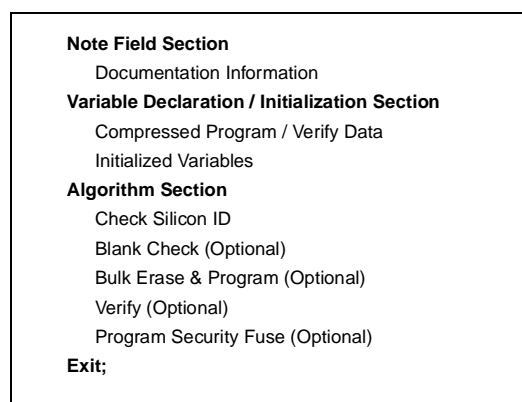 Note Field Section
Documentation Information
Variable Declaration / Initialization Section
Compressed Program / Verify Data
Initialized Variables
Algorithm Section
Check Silicon ID
Blank Check (Optional)
Bulk Erase & Program (Optional)
Verify (Optional)
Program Security Fuse (Optional)
Exit;